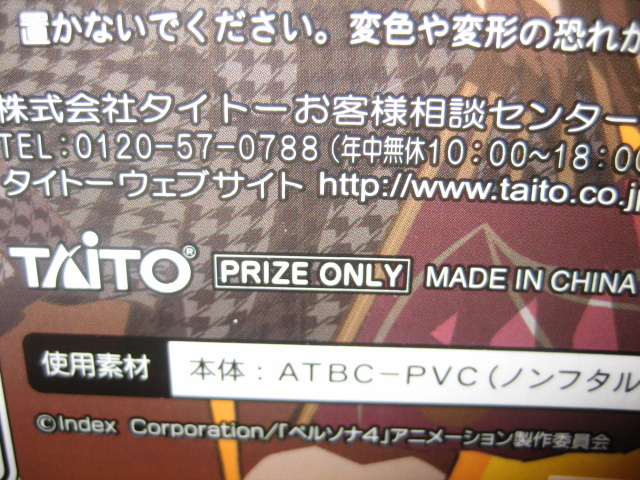 置かないでください。変色や変形の恐れが
株式会社タイトーお客様相談センター
TEL:0120-57-0788(年中無休10:00~18:00
タイトーウェブサイト http://www.taito.co.jp
TAITO® PRIZE ONLY MADE IN CHINA
使用素材 本体:ATBC-PVC(ノンフタル
©Index Corporation/「ペルソナ4」アニメーション製作委員会